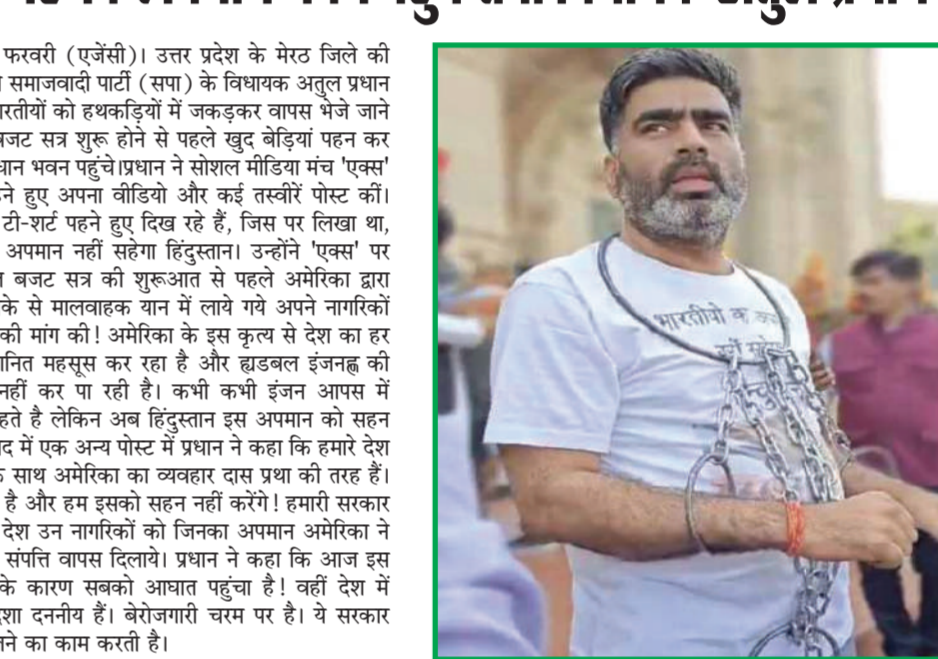 अतुल प्रधान
फरवरी (एजेंसी)। उत्तर प्रदेश के मेरठ जिले की
समाजवादी पार्टी (सपा) के विधायक अतुल प्रधान
को हथकड़ियों में जकड़कर वापस भेजे जाने
सत्र शुरू होने से पहले खुद बेड़ियां पहन कर
भवन पहुंचे।प्रधान ने सोशल मीडिया मंच 'एक्स'
हुए अपना वीडियो और कई तस्वीरें पोस्ट कीं।
टी-शर्ट पहने हुए दिख रहे हैं, जिस पर लिखा था,
अपमान नहीं सहेगा हिंदुस्तान। उन्होंने 'एक्स' पर
बजट सत्र की शुरूआत से पहले अमेरिका द्वारा
से मालवाहक यान में लाये गये अपने नागरिकों
की मांग की! अमेरिका के इस कृत्य से देश का हर
महसूस कर रहा है और ह्यडबल इंजनह्ण की
नहीं कर पा रही है। कभी कभी इंजन आपस में
है लेकिन अब हिंदुस्तान इस अपमान को सहन
में एक अन्य पोस्ट में प्रधान ने कहा कि हमारे देश
साथ अमेरिका का व्यवहार दास प्रथा की तरह हैं।
है और हम इसको सहन नहीं करेंगे! हमारी सरकार
देश उन नागरिकों को जिनका अपमान अमेरिका ने
संपत्ति वापस दिलाये। प्रधान ने कहा कि आज इस
के कारण सबको आघात पहुंचा है! वहीं देश में
दननीय हैं। बेरोजगारी चरम पर है। ये सरकार
का काम करती है।
भारतीयो का